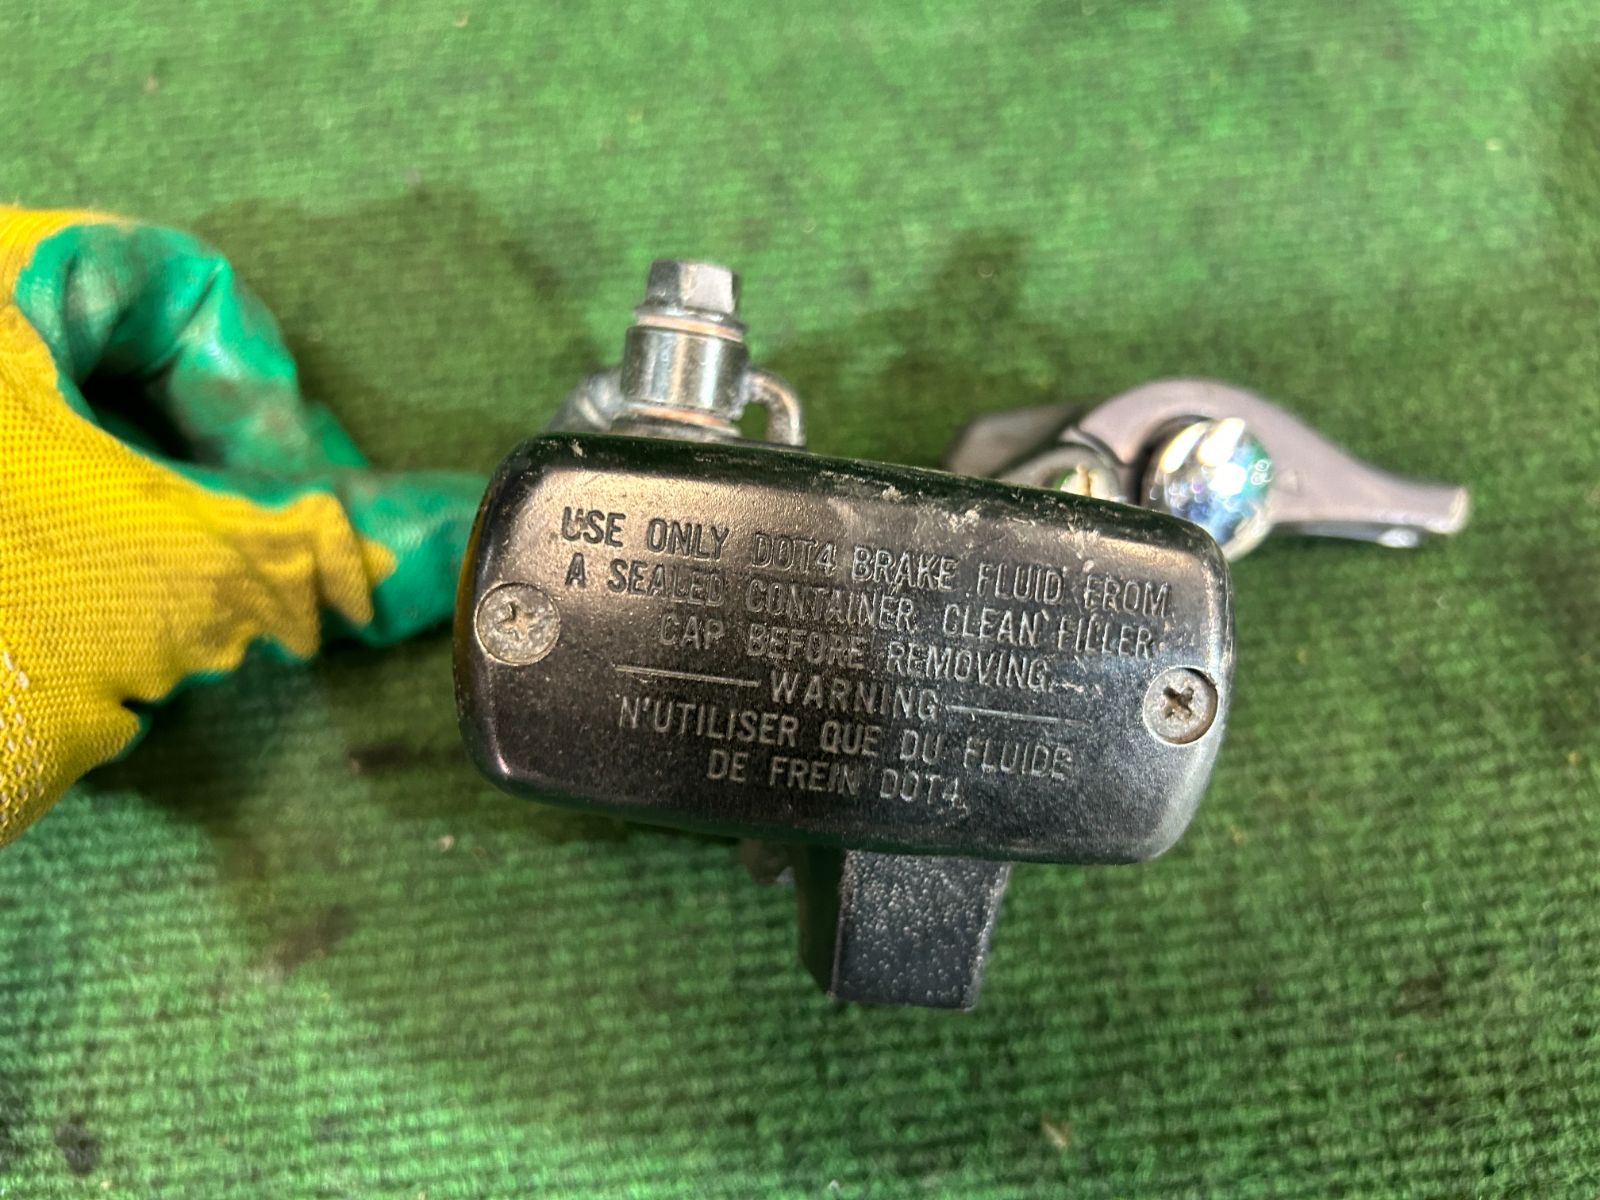 USE ONLY DOT4 BRAKE FLUID FROM
A SEALED CONTAINER. CLEAN FILLER
CAP BEFORE REMOVING.
WARNING
N'UTILISER QUE DU FLUIDE
DE FREIN DOT4.